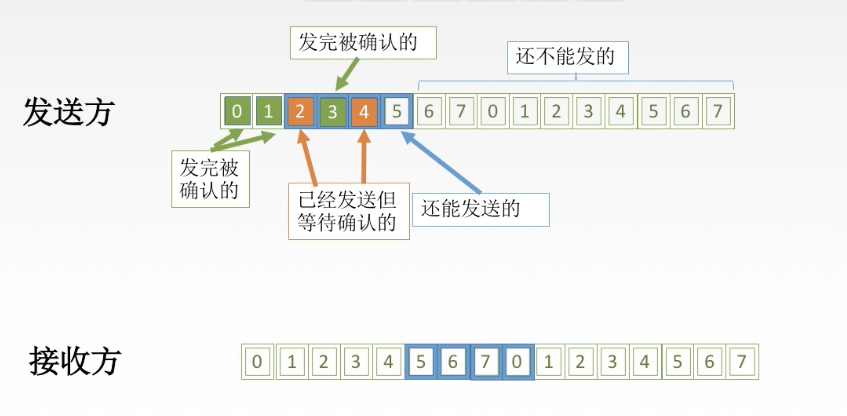 发完被确认的
还不能发的
发送方
0 1 2 3 4 5 6 7 0 1 2 3 4 5 6 7
发完被
确认的
已经发送但
等待确认的
还能发送的
接收方
0 1 2 3 4 5 6 7 0 1 2 3 4 5 6 7